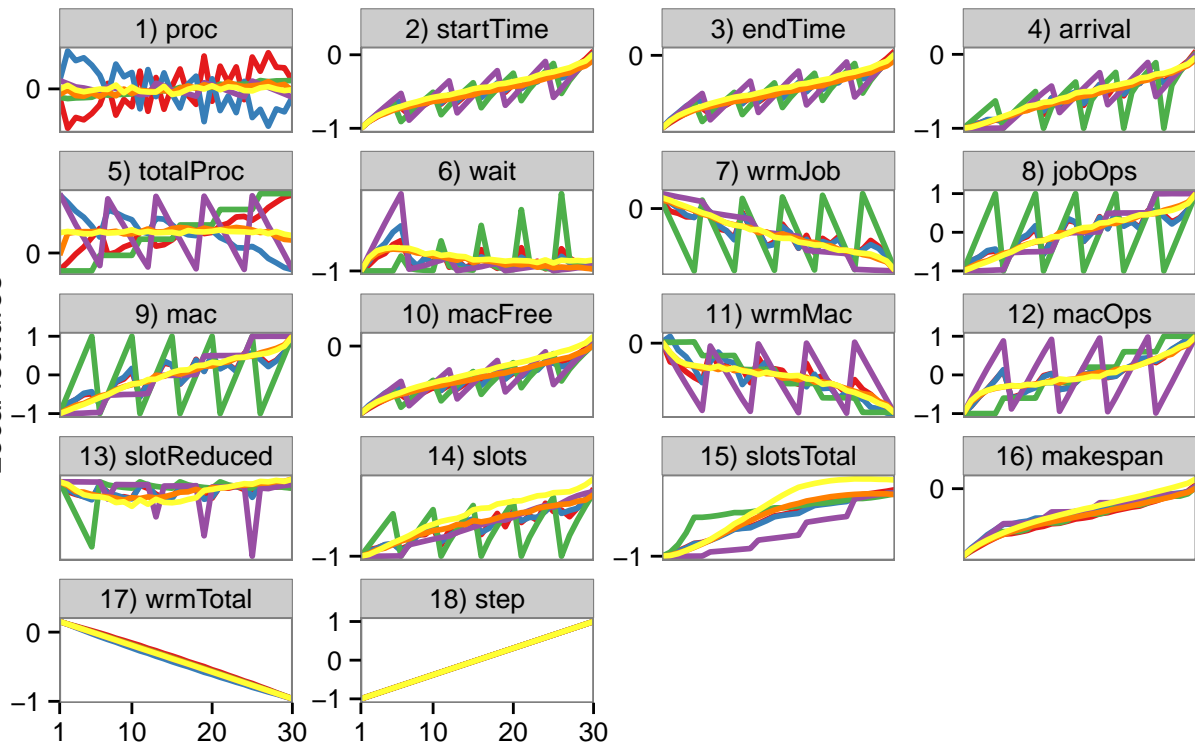 1) proc
2) startTime
3) endTime
4) arrival
0
0
−1
0
0
−1
5) totalProc
6) wait
7) wrmJob
8) jobOps
0
−1
0
1
0
−1
9) mac
10) macFree
11) wrmMac
12) macOps
1
0
−1
0
0
1
0
−1
13) slotReduced
14) slots
15) slotsTotal
16) makespan
−1
−1
0
17) wrmTotal
18) step
0
−1
1
0
−1
1 10 20 30
1 10 20 30